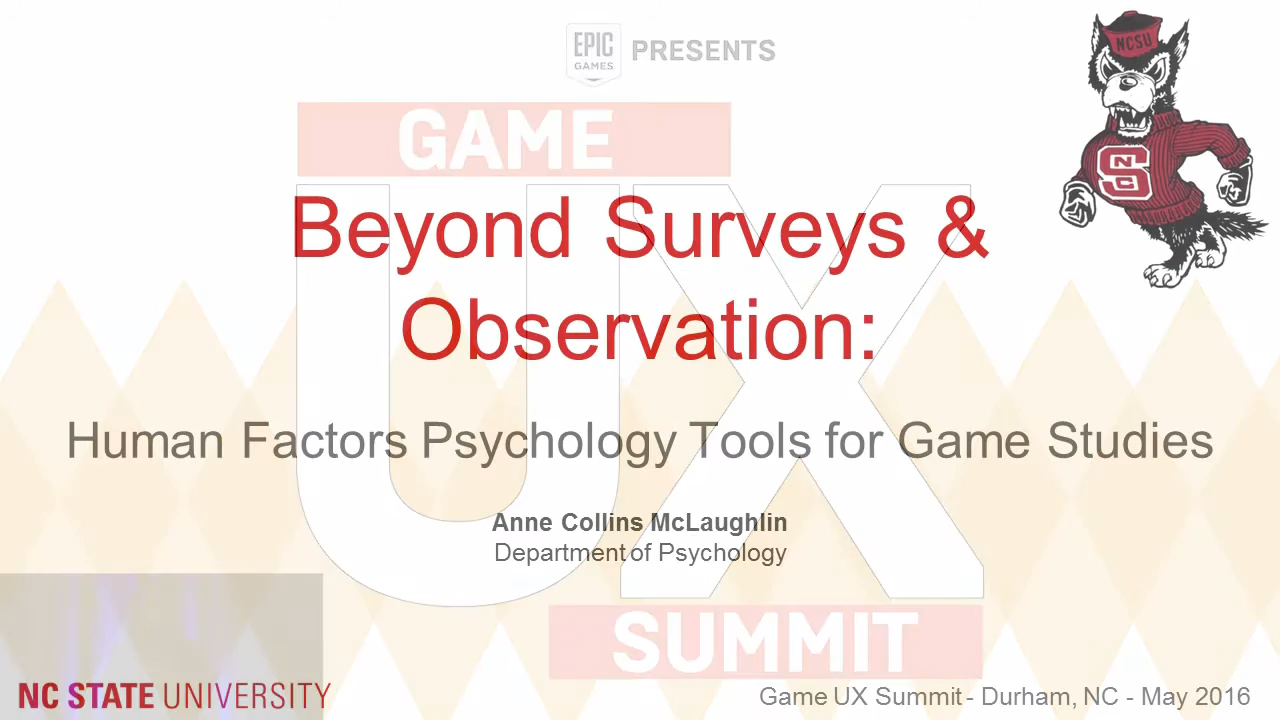 EPIC
GAMES
PRESENTS
NCSU
GAME
S
N
C
UX
Beyond Surveys &
Observation:
Human Factors Psychology Tools for Game Studies
Anne Collins McLaughlin
Department of Psychology
SUMMIT
NC STATE UNIVERSITY
Game UX Summit - Durham, NC - May 2016